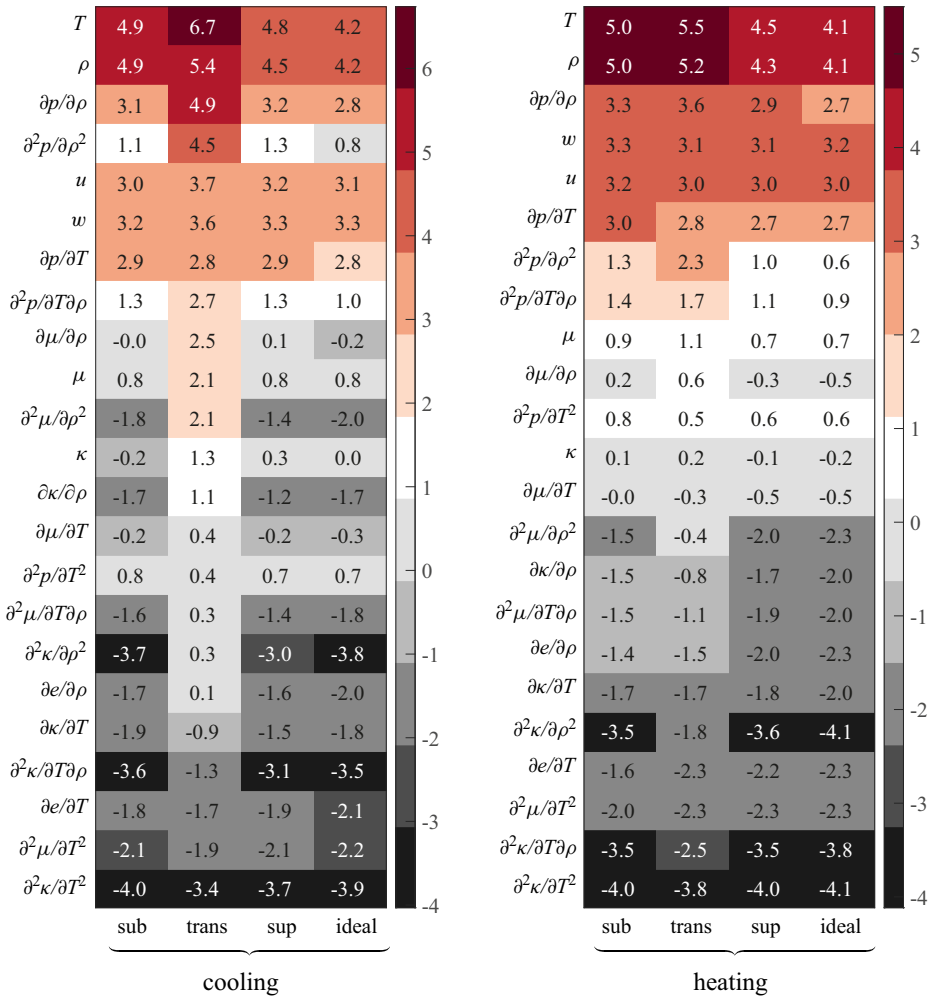 T 4.9 6.7 4.8 4.2
ρ 4.9 5.4 4.5 4.2
∂p/∂ρ 3.1 4.9 3.2 2.8
∂²p/∂ρ² 1.1 4.5 1.3 0.8
u 3.0 3.7 3.2 3.1
w 3.2 3.6 3.3 3.3
∂p/∂T 2.9 2.8 2.9 2.8
∂²p/∂T∂ρ 1.3 2.7 1.3 1.0
∂μ/∂ρ -0.0 2.5 0.1 -0.2
μ 0.8 2.1 0.8 0.8
∂²μ/∂ρ² -1.8 2.1 -1.4 -2.0
κ -0.2 1.3 0.3 0.0
∂κ/∂ρ -1.7 1.1 -1.2 -1.7
∂μ/∂T -0.2 0.4 -0.2 -0.3
∂²p/∂T² 0.8 0.4 0.7 0.7
∂²μ/∂T∂ρ -1.6 0.3 -1.4 -1.8
∂²κ/∂ρ² -3.7 0.3 -3.0 -3.8
∂e/∂ρ -1.7 0.1 -1.6 -2.0
∂κ/∂T -1.9 -0.9 -1.5 -1.8
∂²κ/∂T∂ρ -3.6 -1.3 -3.1 -3.5
∂e/∂T -1.8 -1.7 -1.9 -2.1
∂²μ/∂T² -2.1 -1.9 -2.1 -2.2
∂²κ/∂T² -4.0 -3.4 -3.7 -3.9
sub trans sup ideal
cooling
6
5
4
3
2
1
0
-1
-2
-3
-4
T 5.0 5.5 4.5 4.1
ρ 5.0 5.2 4.3 4.1
∂p/∂ρ 3.3 3.6 2.9 2.7
w 3.3 3.1 3.1 3.2
u 3.2 3.0 3.0 3.0
∂p/∂T 3.0 2.8 2.7 2.7
∂²p/∂ρ² 1.3 2.3 1.0 0.6
∂²p/∂T∂ρ 1.4 1.7 1.1 0.9
μ 0.9 1.1 0.7 0.7
∂μ/∂ρ 0.2 0.6 -0.3 -0.5
∂²p/∂T² 0.8 0.5 0.6 0.6
κ 0.1 0.2 -0.1 -0.2
∂μ/∂T -0.0 -0.3 -0.5 -0.5
∂²μ/∂ρ² -1.5 -0.4 -2.0 -2.3
∂κ/∂ρ -1.5 -0.8 -1.7 -2.0
∂²μ/∂T∂ρ -1.5 -1.1 -1.9 -2.0
∂e/∂ρ -1.4 -1.5 -2.0 -2.3
∂κ/∂T -1.7 -1.7 -1.8 -2.0
∂²κ/∂ρ² -3.5 -1.8 -3.6 -4.1
∂e/∂T -1.6 -2.3 -2.2 -2.3
∂²μ/∂T² -2.0 -2.3 -2.3 -2.3
∂²κ/∂T∂ρ -3.5 -2.5 -3.5 -3.8
∂²κ/∂T² -4.0 -3.8 -4.0 -4.1
sub trans sup ideal
heating
5
4
3
2
1
0
-1
-2
-3
-4